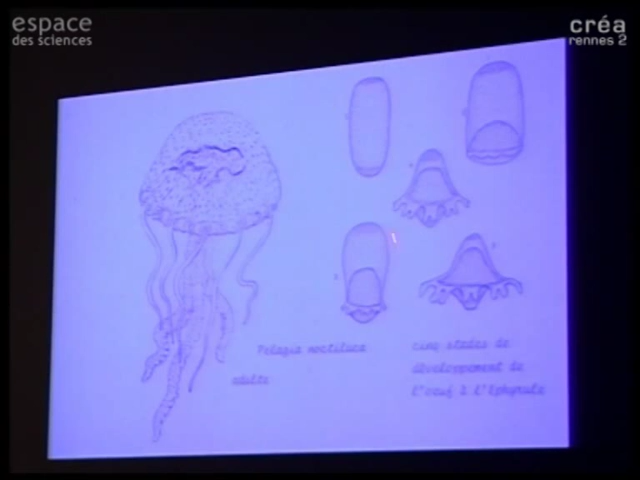 espace
des sciences
créa
rennes 2
Pelagia noctiluca
adulte
cinq stades de
développement de
l'oeuf à l'Ephyrule